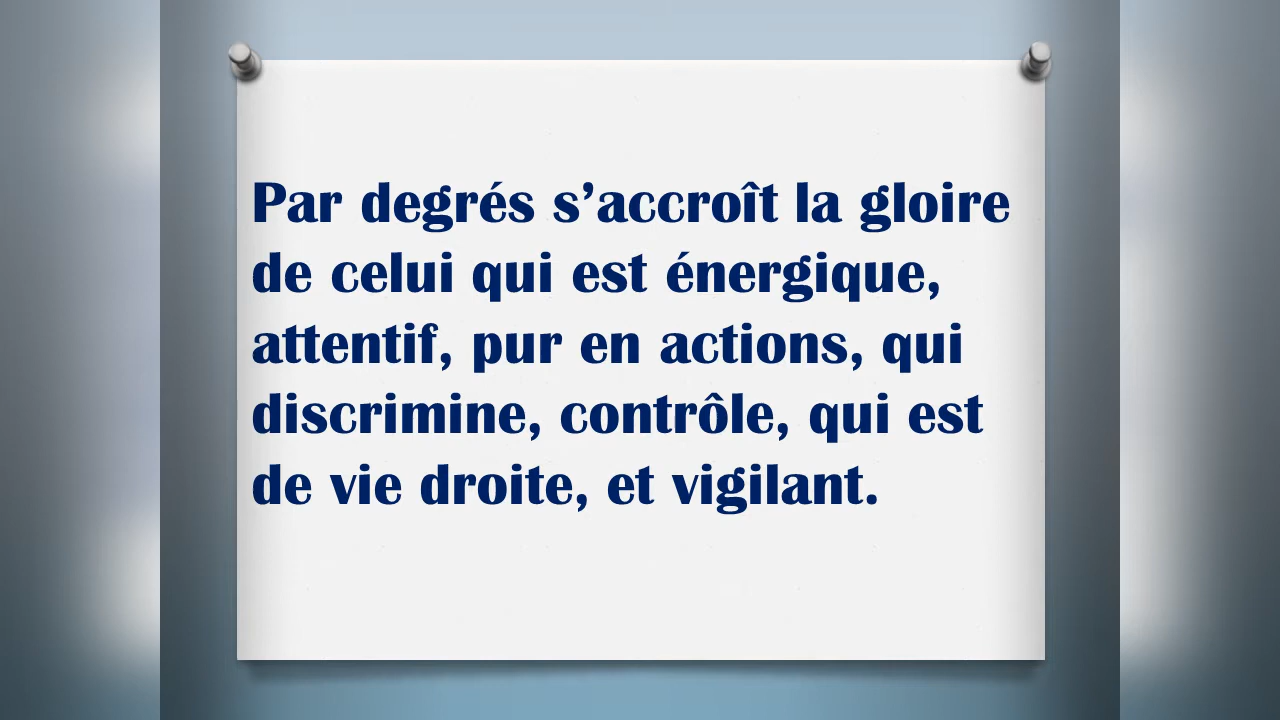 Par degrés s’accroît la gloire
de celui qui est énergique,
attentif, pur en actions, qui
discrimine, contrôle, qui est
de vie droite, et vigilant.